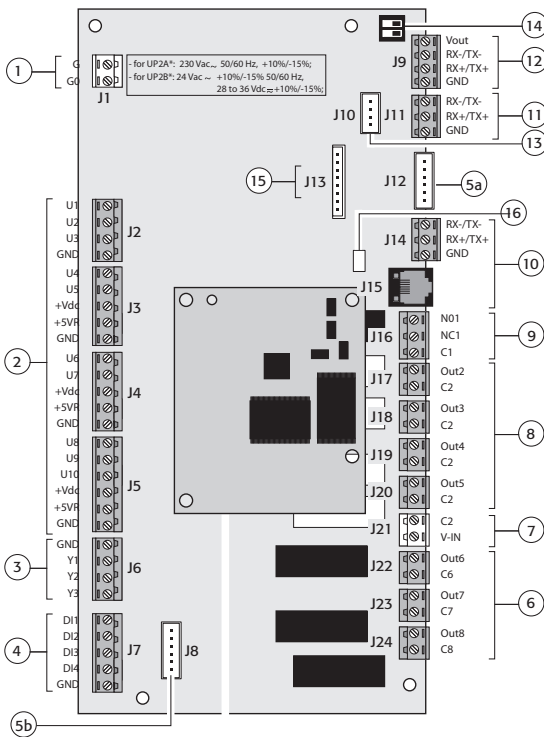 14
1
G
G0
J1
- for UP2A*: 230 Vac~, 50/60 Hz, +10%/-15%;
- for UP2B*: 24 Vac ~ +10%/-15% 50/60 Hz,
28 to 36 Vdc +10%/-15%;
J9
Vout
RX-/TX-
RX+/TX+
GND
12
J10
J11
RX-/TX-
RX+/TX+
GND
11
13
15
J13
J12
5a
16
2
U1
U2
U3
GND
J2
U4
U5
+Vdc
+5VR
GND
J3
U6
U7
+Vdc
+5VR
GND
J4
U8
U9
U10
+Vdc
+5VR
GND
J5
3
GND
Y1
Y2
Y3
J6
4
DI1
DI2
DI3
DI4
GND
J7
J8
5b
J14
RX-/TX-
RX+/TX+
GND
10
J15
J16
N01
NC1
C1
9
J17
Out2
C2
J18
Out3
C2
8
J19
Out4
C2
J20
Out5
C2
J21
C2
V-IN
7
J22
Out6
C6
J23
Out7
C7
6
J24
Out8
C8